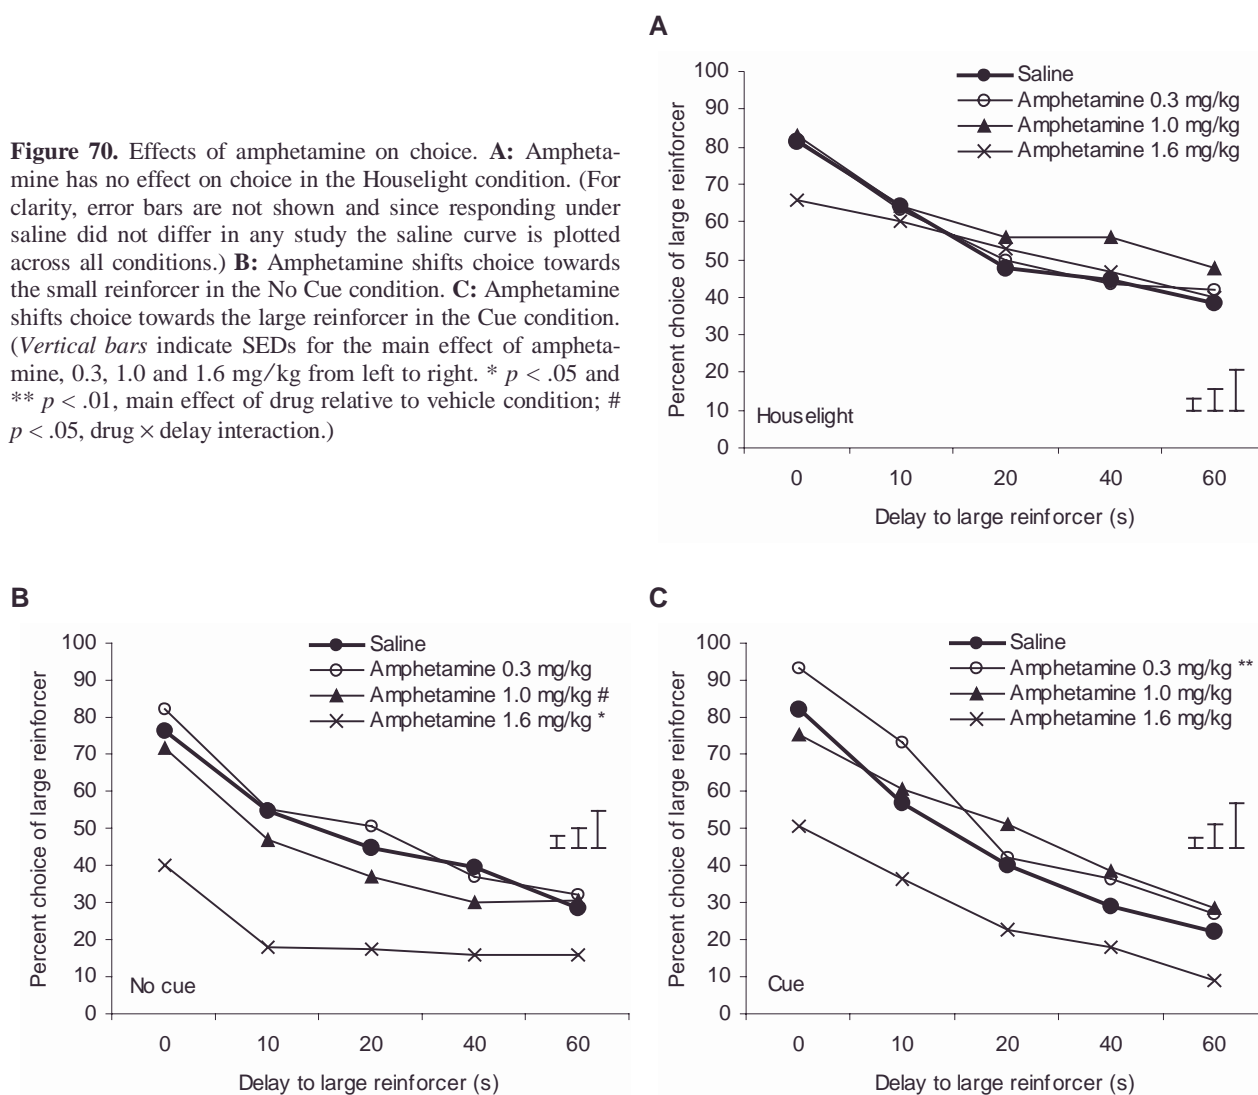 Figure 70. Effects of amphetamine on choice. A: Ampheta-
mine has no effect on choice in the Houselight condition. (For
clarity, error bars are not shown and since responding under
saline did not differ in any study the saline curve is plotted
across all conditions.) B: Amphetamine shifts choice towards
the small reinforcer in the No Cue condition. C: Amphetamine
shifts choice towards the large reinforcer in the Cue condition.
(Vertical bars indicate SEDs for the main effect of ampheta-
mine, 0.3, 1.0 and 1.6 mg/kg from left to right. * p < .05 and
** p < .01, main effect of drug relative to vehicle condition; #
p < .05, drug × delay interaction.)
A
Percent choice of large reinforcer
100
90
80
70
60
50
40
30
20
10
0
Saline
Amphetamine 0.3 mg/kg
Amphetamine 1.0 mg/kg
Amphetamine 1.6 mg/kg
Houselight
0 10 20 40 60
Delay to large reinforcer (s)
B
Percent choice of large reinforcer
100
90
80
70
60
50
40
30
20
10
0
Saline
Amphetamine 0.3 mg/kg
Amphetamine 1.0 mg/kg #
Amphetamine 1.6 mg/kg *
No cue
0 10 20 40 60
Delay to large reinforcer (s)
C
Percent choice of large reinforcer
100
90
80
70
60
50
40
30
20
10
0
Saline
Amphetamine 0.3 mg/kg **
Amphetamine 1.0 mg/kg
Amphetamine 1.6 mg/kg
Cue
0 10 20 40 60
Delay to large reinforcer (s)